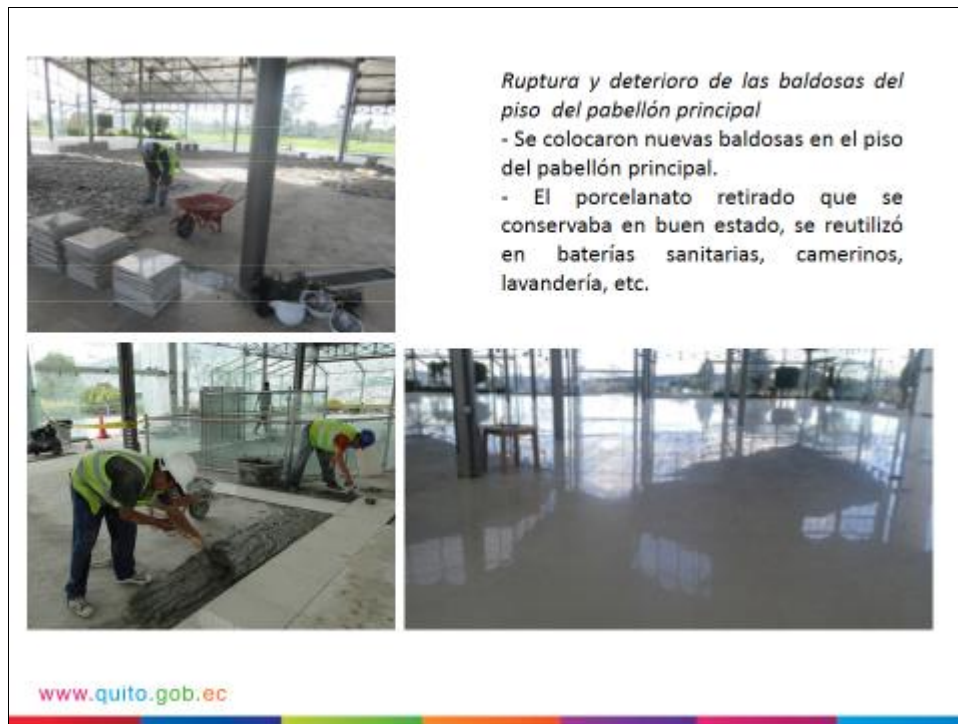 Ruptura y deterioro de las baldosas del
piso del pabellón principal
- Se colocaron nuevas baldosas en el piso
del pabellón principal.
- El porcelanato retirado que se
conservaba en buen estado, se reutilizó
en baterías sanitarias, camerinos,
lavandería, etc.
www.quito.gob.ec